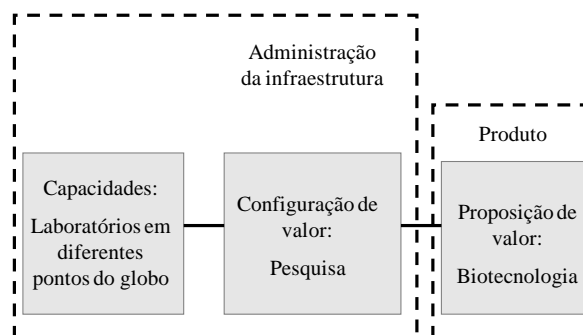 Administração
da infraestrutura
Produto
Capacidades:
Laboratórios em
diferentes
pontos do globo
Configuração de
valor:
Pesquisa
Proposição de
valor:
Biotecnologia